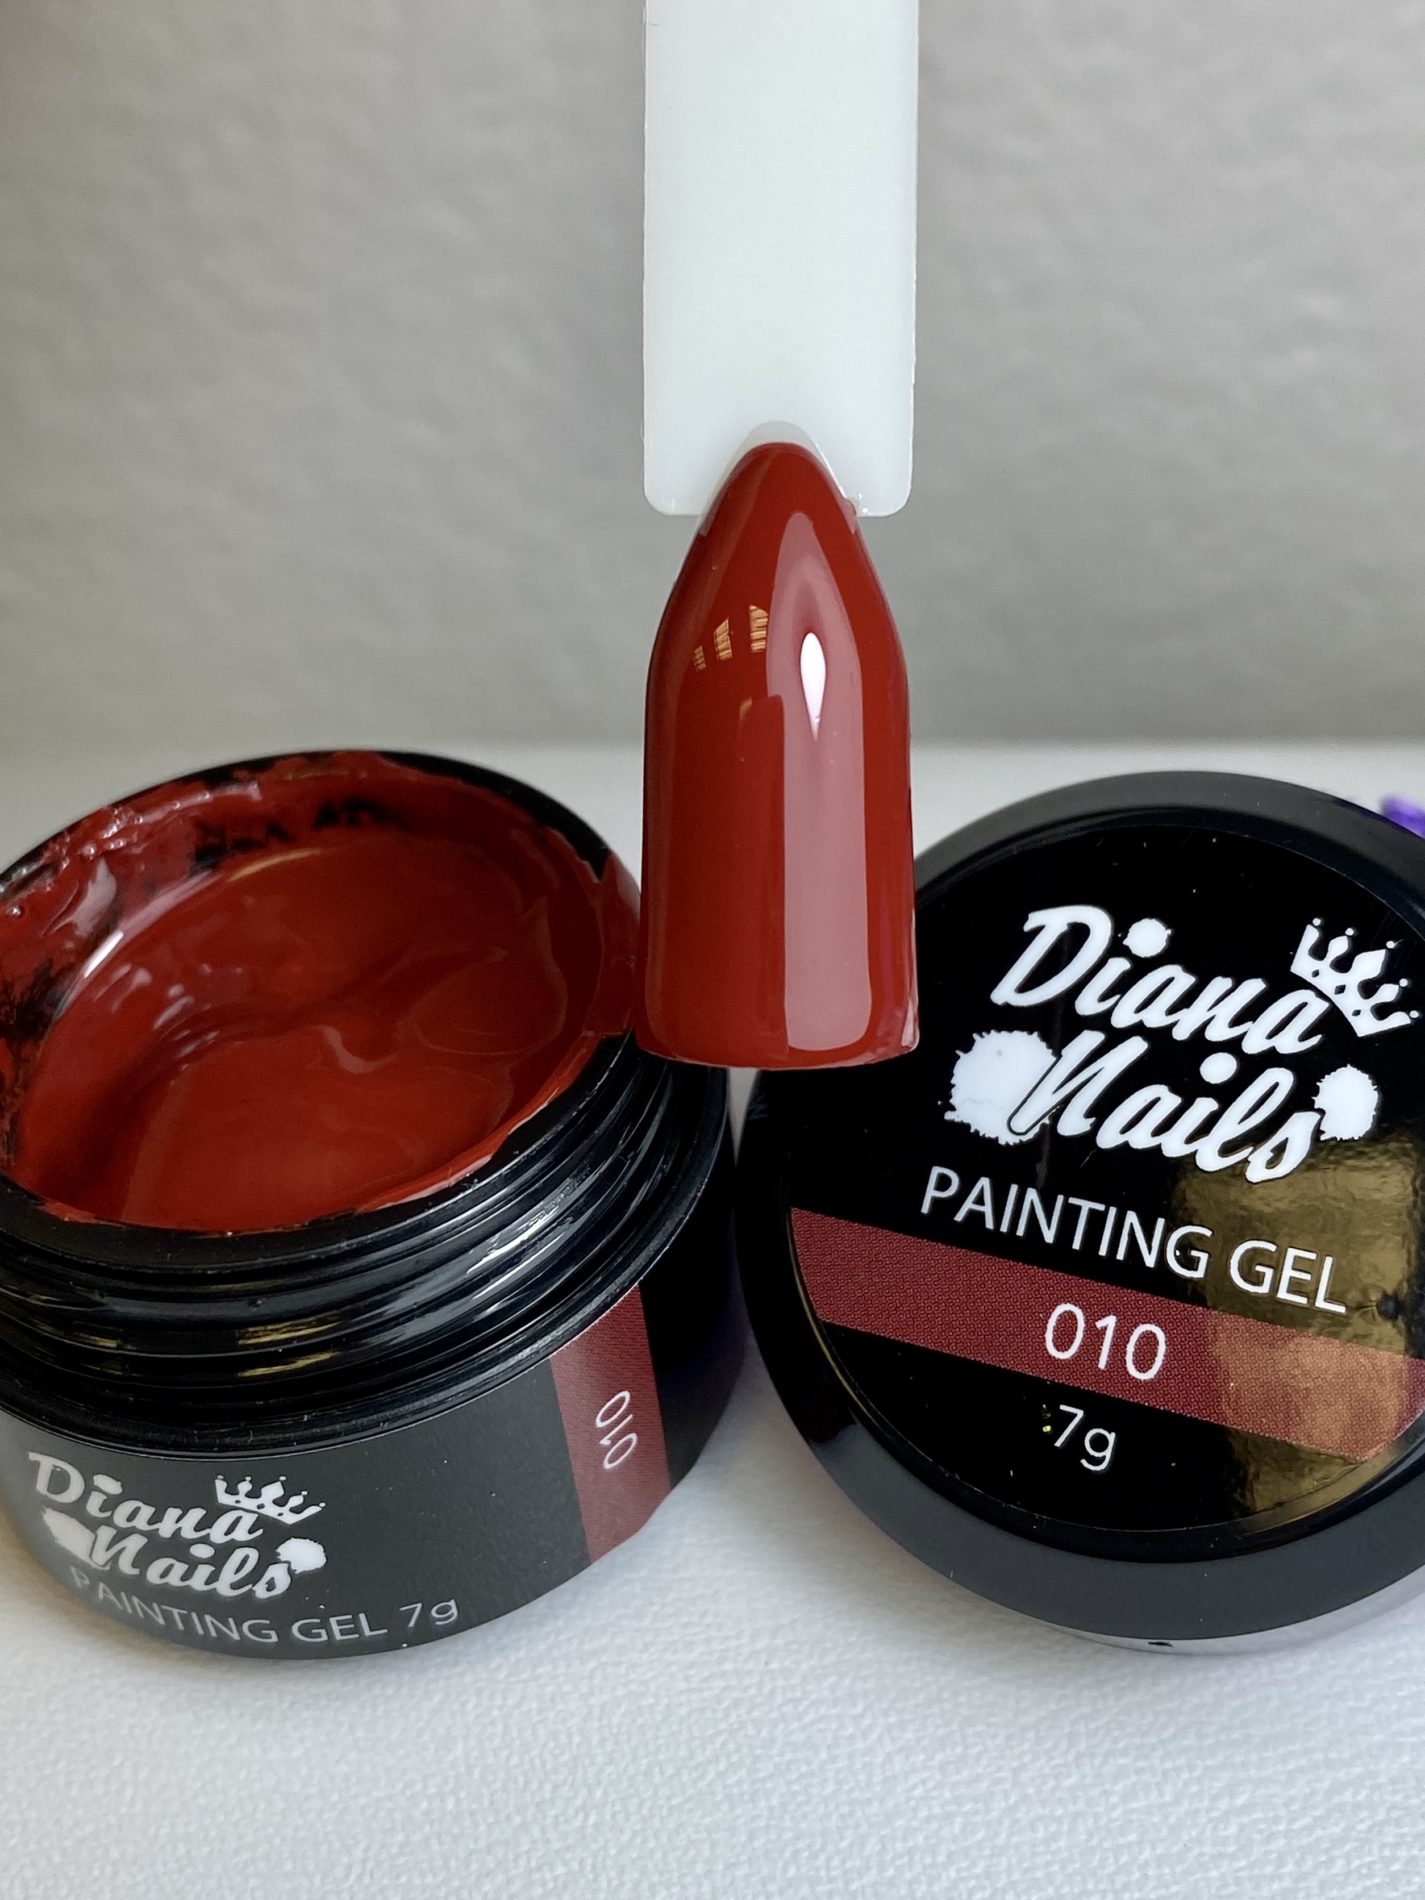 Diana
Nails
PAINTING GEL
010
7g
010
Diana
Nails
PAINTING GEL 7g